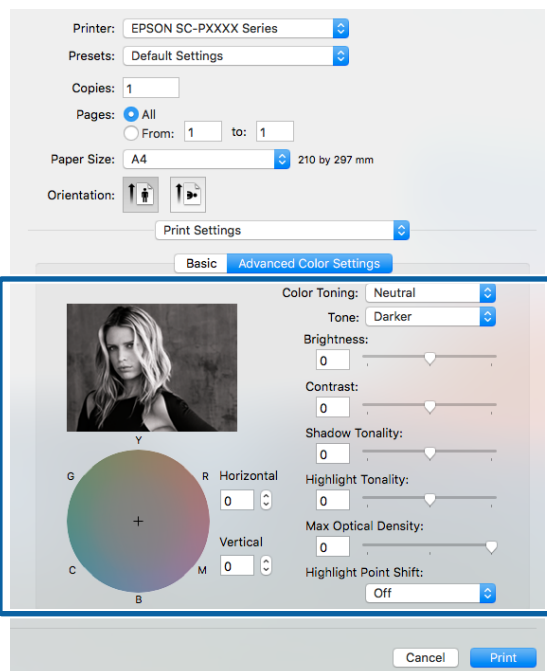 Printer: EPSON SC-PXXXX Series
Presets: Default Settings
Copies: 1
Pages: All
From: 1 to: 1
Paper Size: A4 210 by 297 mm
Orientation:
Print Settings
Basic Advanced Color Settings
Color Toning: Neutral
Tone: Darker
Brightness:
0
Contrast:
0
Shadow Tonality:
0
Highlight Tonality:
0
Max Optical Density:
0
Highlight Point Shift:
Off
Y
G R
C M
B
Horizontal
0
Vertical
0
Cancel Print